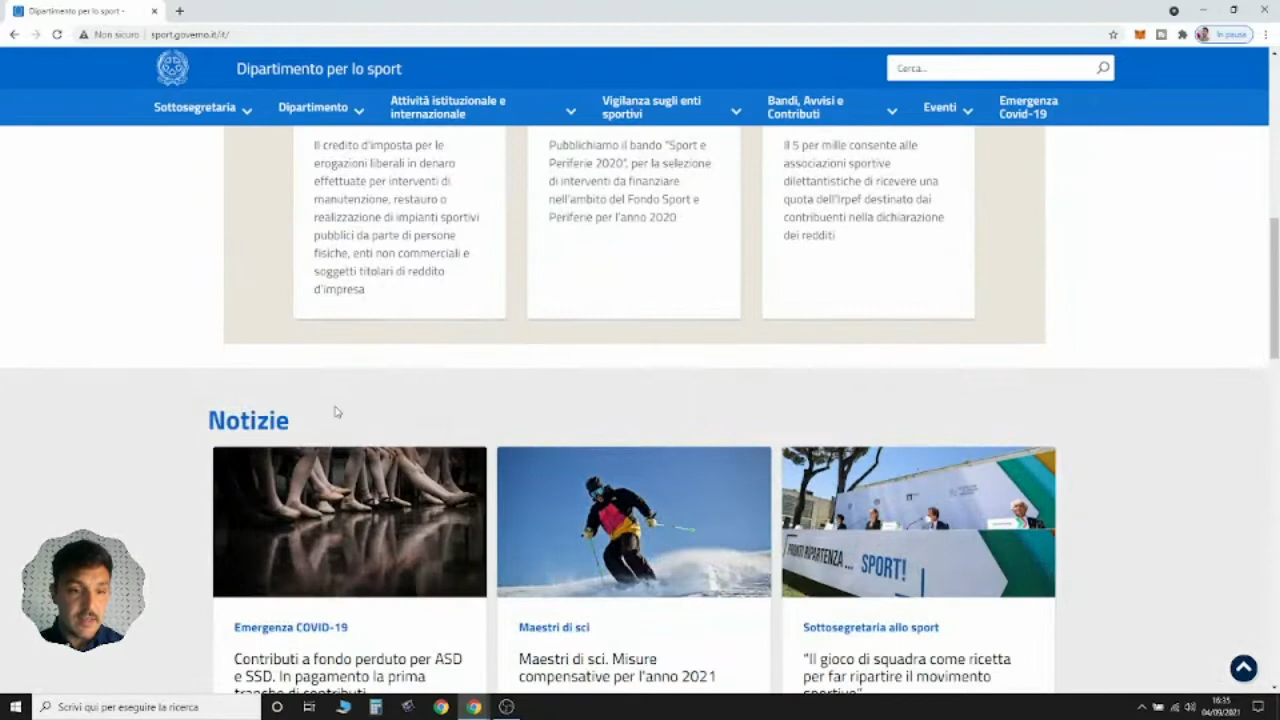 Dipartimento per lo sport -
Non sicuro
sport.governo.it/it/
In pausa
Dipartimento per lo sport
Cerca...
Sottosegretaria
Dipartimento
Attività istituzionale e
internazionale
Vigilanza sugli enti
sportivi
Bandi, Avvisi e
Contributi
Eventi
Emergenza
Covid-19
Il credito d'imposta per le
erogazioni liberali in denaro
effettuate per interventi di
manutenzione, restauro o
realizzazione di impianti sportivi
pubblici da parte di persone
fisiche, enti non commerciali e
soggetti titolari di reddito
d'impresa
Pubblichiamo il bando "Sport e
Periferie 2020", per la selezione
di interventi da finanziare
nell'ambito del Fondo Sport e
Periferie per l'anno 2020
Il 5 per mille consente alle
associazioni sportive
dilettantistiche di ricevere una
quota dell'Irpef destinato dai
contribuenti nella dichiarazione
dei redditi
Notizie
SPORT!
Emergenza COVID-19
Contributi a fondo perduto per ASD
e SSD. In pagamento la prima
tranche di contributi
Maestri di sci
Maestri di sci. Misure
compensative per l'anno 2021
Sottosegretaria allo sport
"Il gioco di squadra come ricetta
per far ripartire il movimento
sportivo"
Scrivi qui per eseguire la ricerca
16:35
04/09/2021